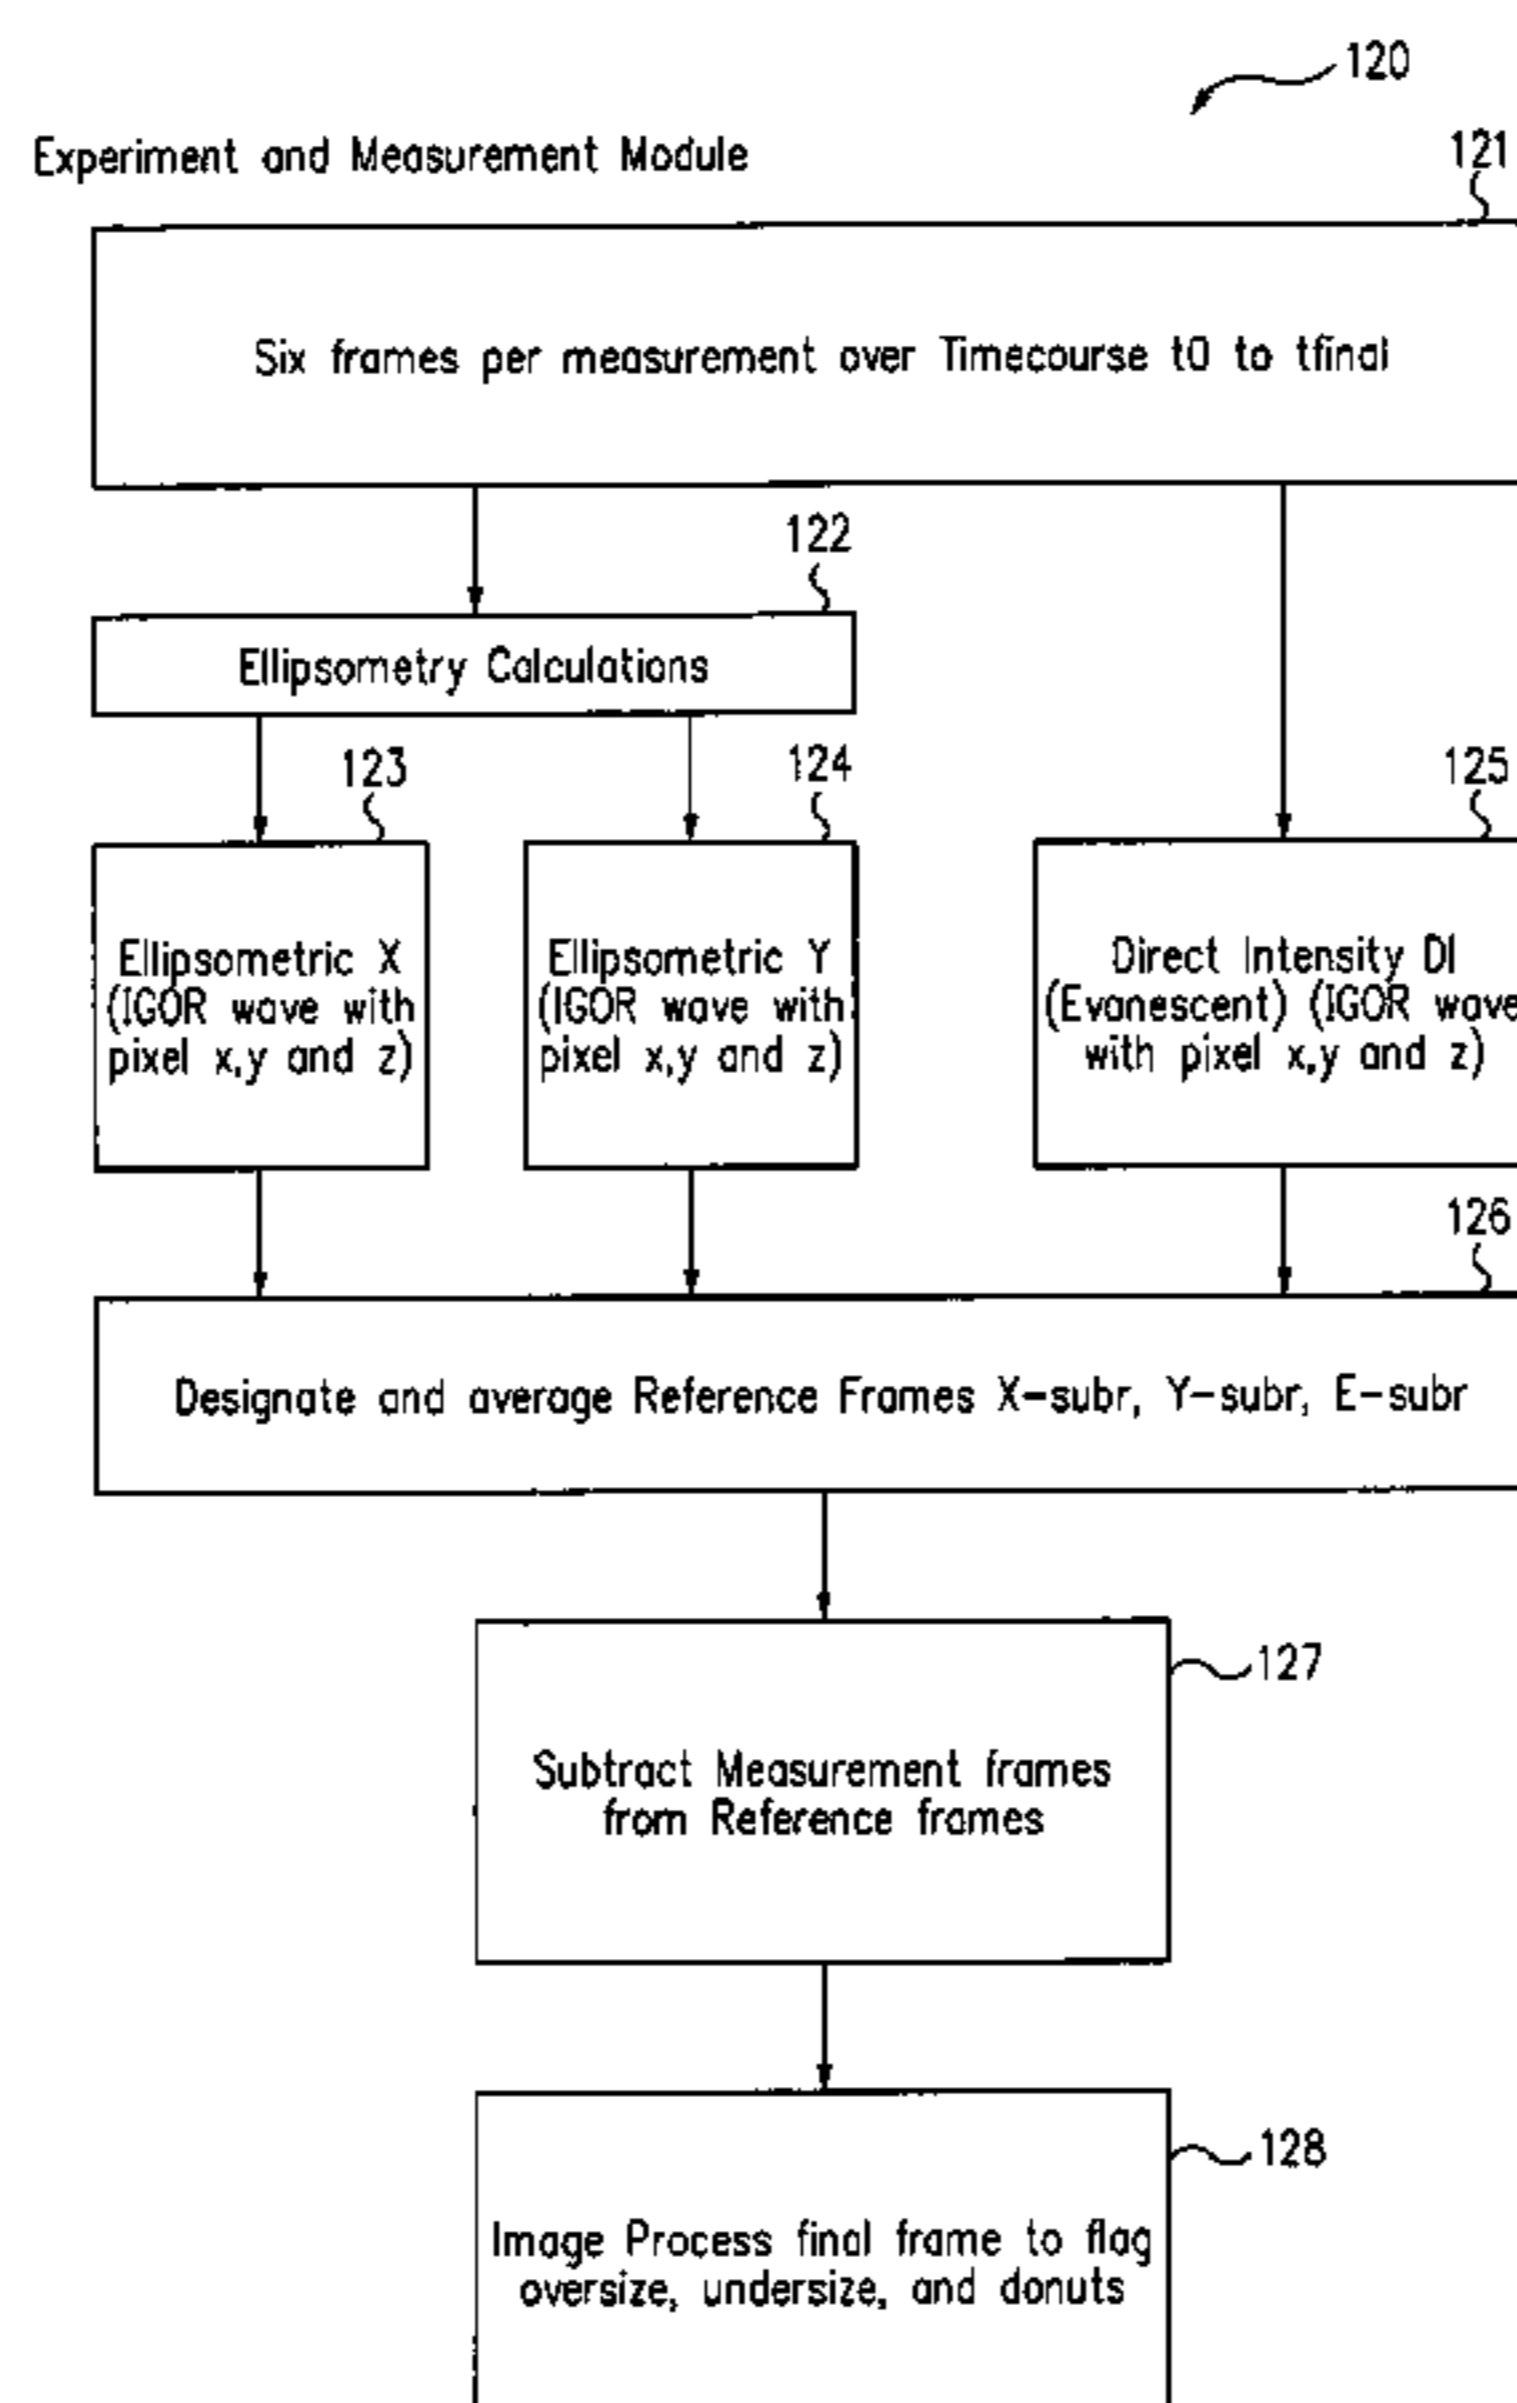 120
Experiment and Measurement Module
121
Six frames per measurement over Timecourse t0 to tfinal
122
Ellipsometry Calculations
123
124
125
Ellipsometric X
(IGOR wave with
pixel x,y and z)
Ellipsometric Y
(IGOR wave with
pixel x,y and z)
Direct Intensity DI
(Evanescent) (IGOR wave
with pixel x,y and z)
126
Designate and average Reference Frames X-subr, Y-subr, E-subr
127
Subtract Measurement frames
from Reference frames
128
Image Process final frame to flag
oversize, undersize, and donuts